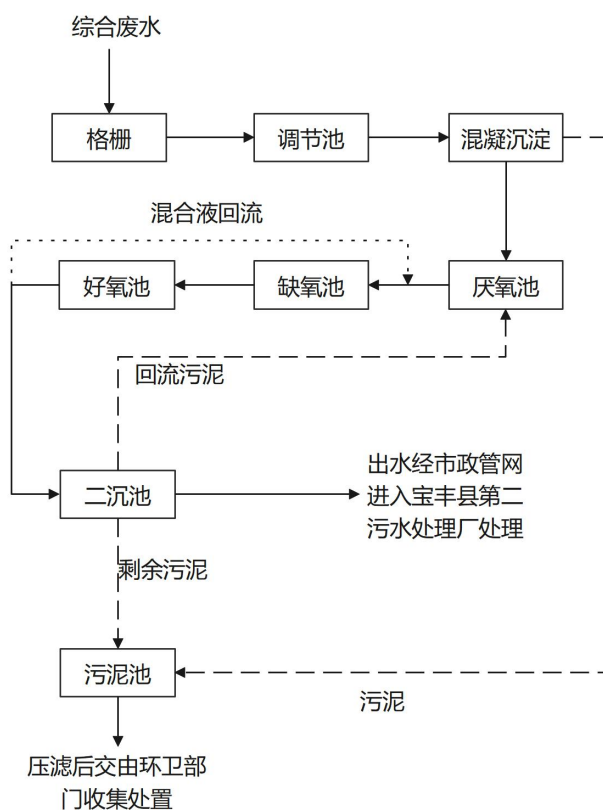 综合废水
格栅
调节池
混凝沉淀
混合液回流
好氧池
缺氧池
厌氧池
回流污泥
二沉池
出水经市政管网
进入宝丰县第二
污水处理厂处理
剩余污泥
污泥池
污泥
压滤后交由环卫部
门收集处置